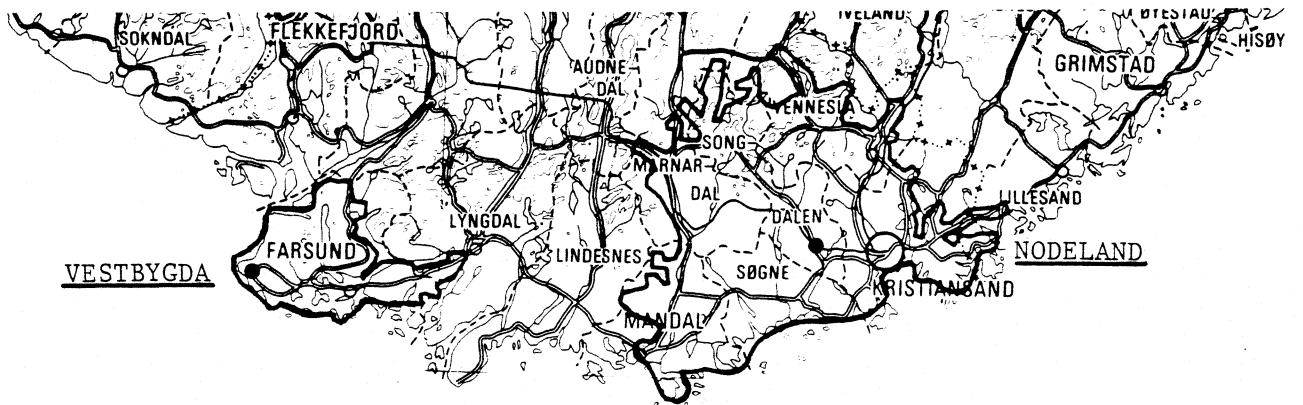 SOKNDAL
FLEKKEFJORD
IVELAND
ØYESTAD
HISØY
AUDNE
DAL
GRIMSTAD
VENNESLA
SONG
MARNAR
DAL
LILLESAND
LYNGDAL
DALEN
FARSUND
LINDESNES
NODELAND
VESTBYGDA
SØGNE
KRISTIANSAND
MANDAL